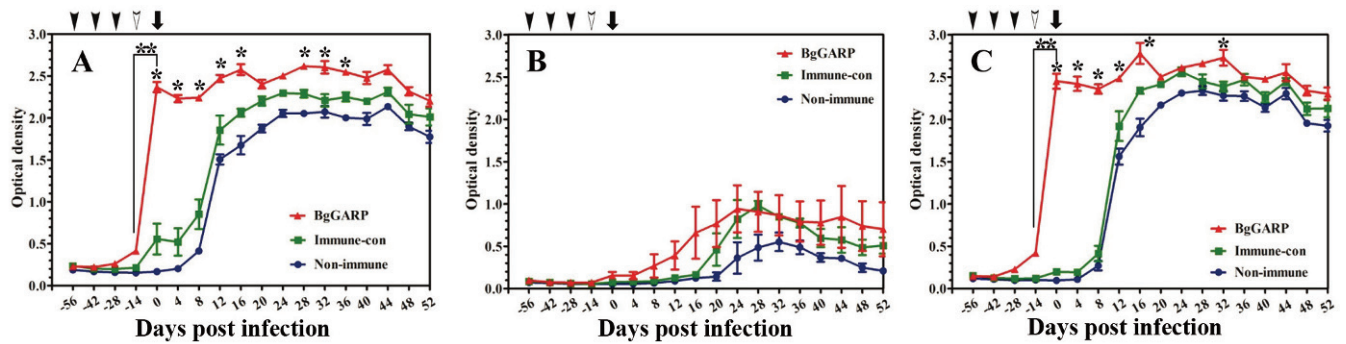 A
**
* * * * * * * *
3.0
2.5
2.0
1.5
1.0
0.5
0.0
Optical density
BgGARP
Immune-con
Non-immune
-56 -42 -28 -14 0 4 8 12 16 20 24 28 32 36 40 44 48 52
Days post infection
B
3.0
2.5
2.0
1.5
1.0
0.5
0.0
Optical density
BgGARP
Immune-con
Non-immune
-56 -42 -28 -14 0 4 8 12 16 20 24 28 32 36 40 44 48 52
Days post infection
C
**
* * * * * *
3.0
2.5
2.0
1.5
1.0
0.5
0.0
Optical density
BgGARP
Immune-con
Non-immune
-56 -42 -28 -14 0 4 8 12 16 20 24 28 32 36 40 44 48 52
Days post infection